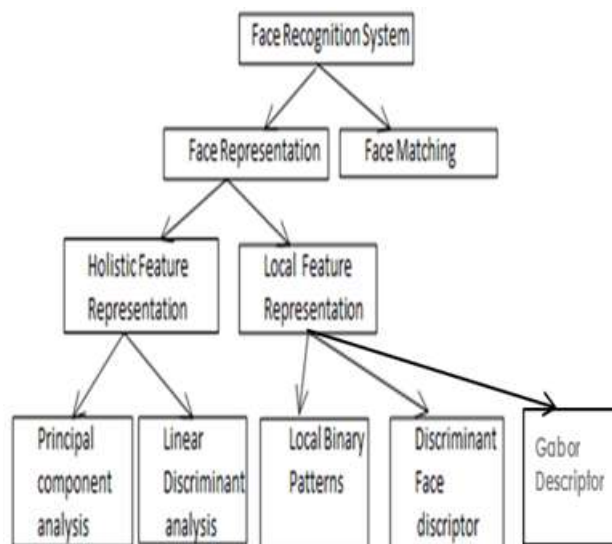 Face Recognition System
Face Representation
Face Matching
Holistic Feature
Representation
Local Feature
Representation
Principal
component
analysis
Linear
Discriminant
analysis
Local Binary
Patterns
Discriminant
Face
discriptor
Gabor
Descriptor